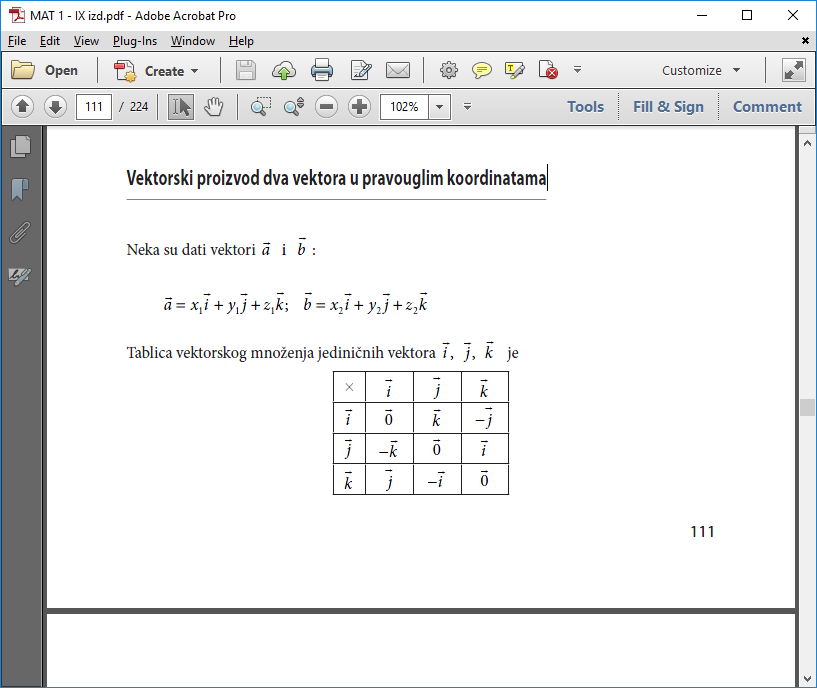 MAT 1 - IX izd.pdf - Adobe Acrobat Pro
File Edit View Plug-Ins Window Help
Open Create Customize
111 / 224 102% Tools Fill & Sign Comment
Vektorski proizvod dva vektora u pravouglim koordinatama
Neka su dati vektori a⃗ i b⃗ :
a⃗ = x₁i⃗ + y₁j⃗ + z₁k⃗; b⃗ = x₂i⃗ + y₂j⃗ + z₂k⃗
Tablica vektorskog množenja jediničnih vektora i⃗, j⃗, k⃗ je
× i⃗ j⃗ k⃗
i⃗ 0⃗ k⃗ −j⃗
j⃗ −k⃗ 0⃗ i⃗
k⃗ j⃗ −i⃗ 0⃗
111